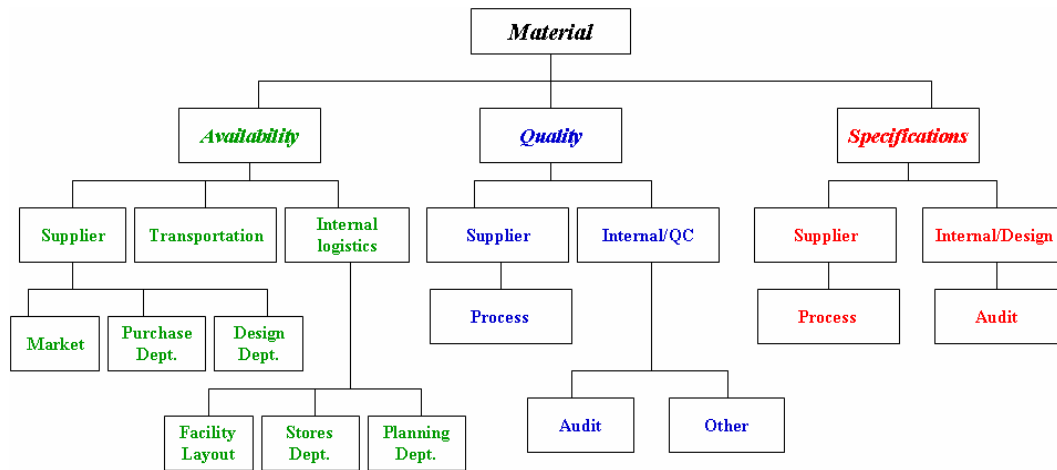 Material
Availability
Quality
Specifications
Supplier
Transportation
Internal
logistics
Supplier
Internal/QC
Supplier
Internal/Design
Market
Purchase
Dept.
Design
Dept.
Process
Process
Audit
Facility
Layout
Stores
Dept.
Planning
Dept.
Audit
Other